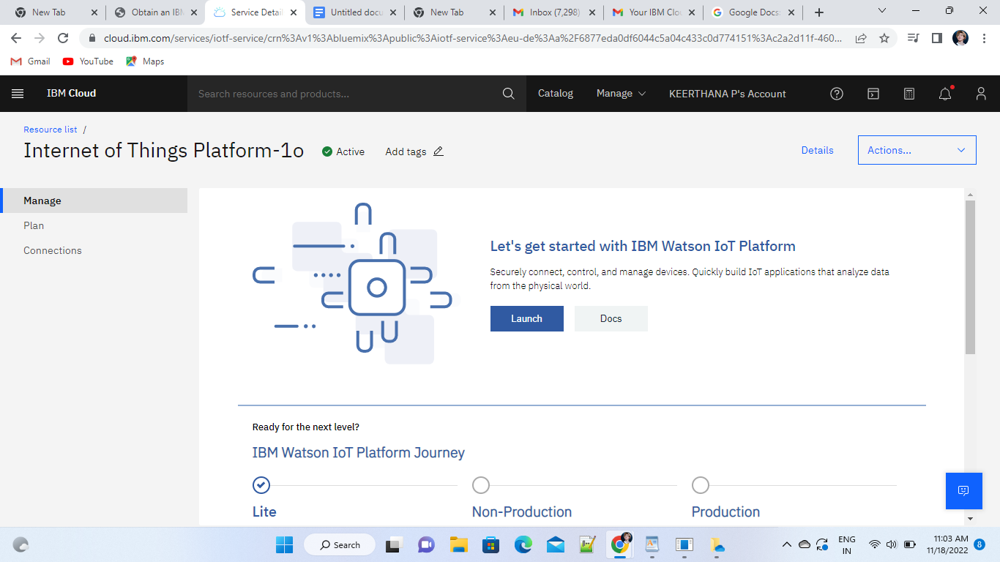 New Tab
Obtain an IBM
Service Detail
Untitled docu
New Tab
Inbox (7,298)
Your IBM Clou
Google Docs:
cloud.ibm.com/services/iotf-service/crn%3Av1%3Abluemix%3Apublic%3Aiotf-service%3Aeu-de%3Aa%2F6877eda0df6044c5a04c433c0d774151%3Ac2a2d11f-460...
Gmail
YouTube
Maps
IBM Cloud
Search resources and products...
Catalog
Manage
KEERTHANA P's Account
Resource list /
Internet of Things Platform-1o
Active
Add tags
Details
Actions...
Manage
Plan
Connections
Let's get started with IBM Watson IoT Platform
Securely connect, control, and manage devices. Quickly build IoT applications that analyze data
from the physical world.
Launch
Docs
Ready for the next level?
IBM Watson IoT Platform Journey
Lite
Non-Production
Production
Search
ENG
IN
11:03 AM
11/18/2022
8